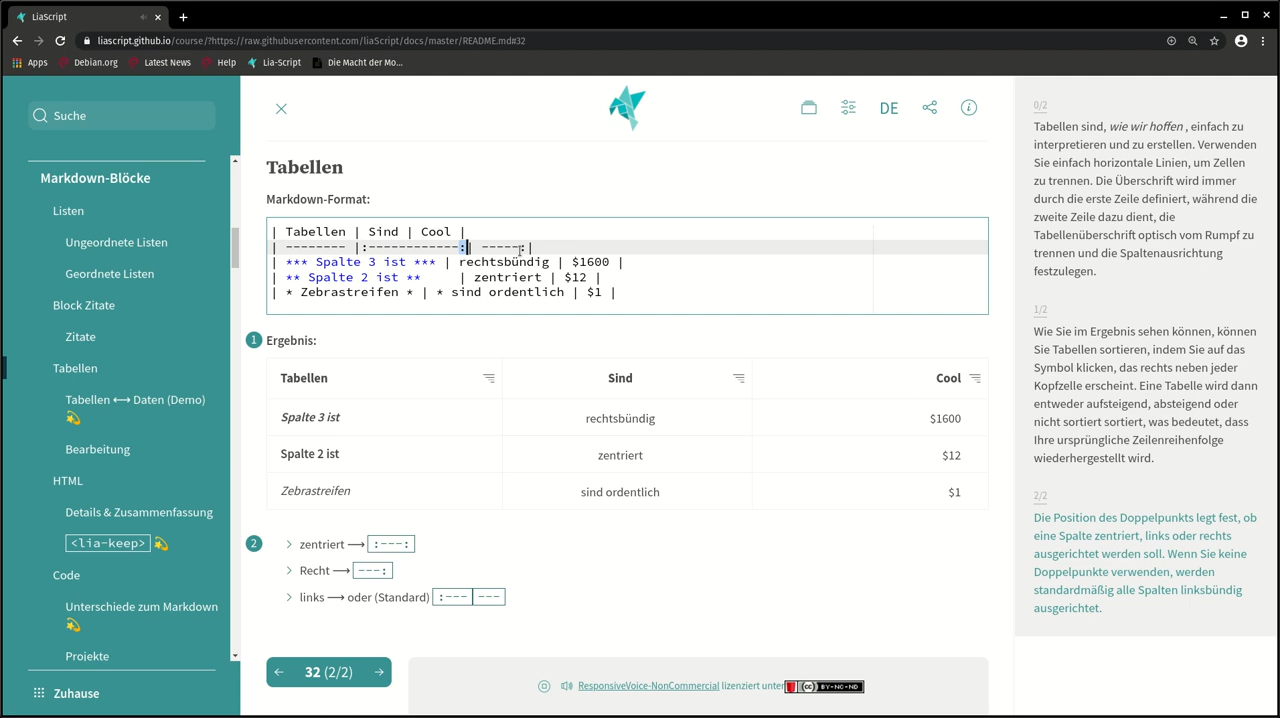 LiaScript
liascript.github.io/course/?https://raw.githubusercontent.com/liaScript/docs/master/README.md#32
Apps Debian.org Latest News Help Lia-Script Die Macht der Mo...
Suche
Markdown-Blöcke
Listen
Ungeordnete Listen
Geordnete Listen
Block Zitate
Zitate
Tabellen
Tabellen ⟷ Daten (Demo)
💫
Bearbeitung
HTML
Details & Zusammenfassung
<lia-keep> 💫
Code
Unterschiede zum Markdown
💫
Projekte
Zuhause
DE
Tabellen
Markdown-Format:
| Tabellen | Sind | Cool |
| -------- |:------------:| -----:|
| *** Spalte 3 ist *** | rechtsbündig | $1600 |
| ** Spalte 2 ist ** | zentriert | $12 |
| * Zebrastreifen * | * sind ordentlich | $1 |
1 Ergebnis:
Tabellen Sind Cool
Spalte 3 ist rechtsbündig $1600
Spalte 2 ist zentriert $12
Zebrastreifen sind ordentlich $1
2 > zentriert ⟶ :---:
> Recht ⟶ ---:
> links ⟶ oder (Standard) :--- ---
← 32 (2/2) →
ResponsiveVoice-NonCommercial lizenziert unter cc BY-NC-ND
0/2
Tabellen sind, wie wir hoffen , einfach zu
interpretieren und zu erstellen. Verwenden
Sie einfach horizontale Linien, um Zellen
zu trennen. Die Überschrift wird immer
durch die erste Zeile definiert, während die
zweite Zeile dazu dient, die
Tabellenüberschrift optisch vom Rumpf zu
trennen und die Spaltenausrichtung
festzulegen.
1/2
Wie Sie im Ergebnis sehen können, können
Sie Tabellen sortieren, indem Sie auf das
Symbol klicken, das rechts neben jeder
Kopfzelle erscheint. Eine Tabelle wird dann
entweder aufsteigend, absteigend oder
nicht sortiert sortiert, was bedeutet, dass
Ihre ursprüngliche Zeilenreihenfolge
wiederhergestellt wird.
2/2
Die Position des Doppelpunkts legt fest, ob
eine Spalte zentriert, links oder rechts
ausgerichtet werden soll. Wenn Sie keine
Doppelpunkte verwenden, werden
standardmäßig alle Spalten linksbündig
ausgerichtet.